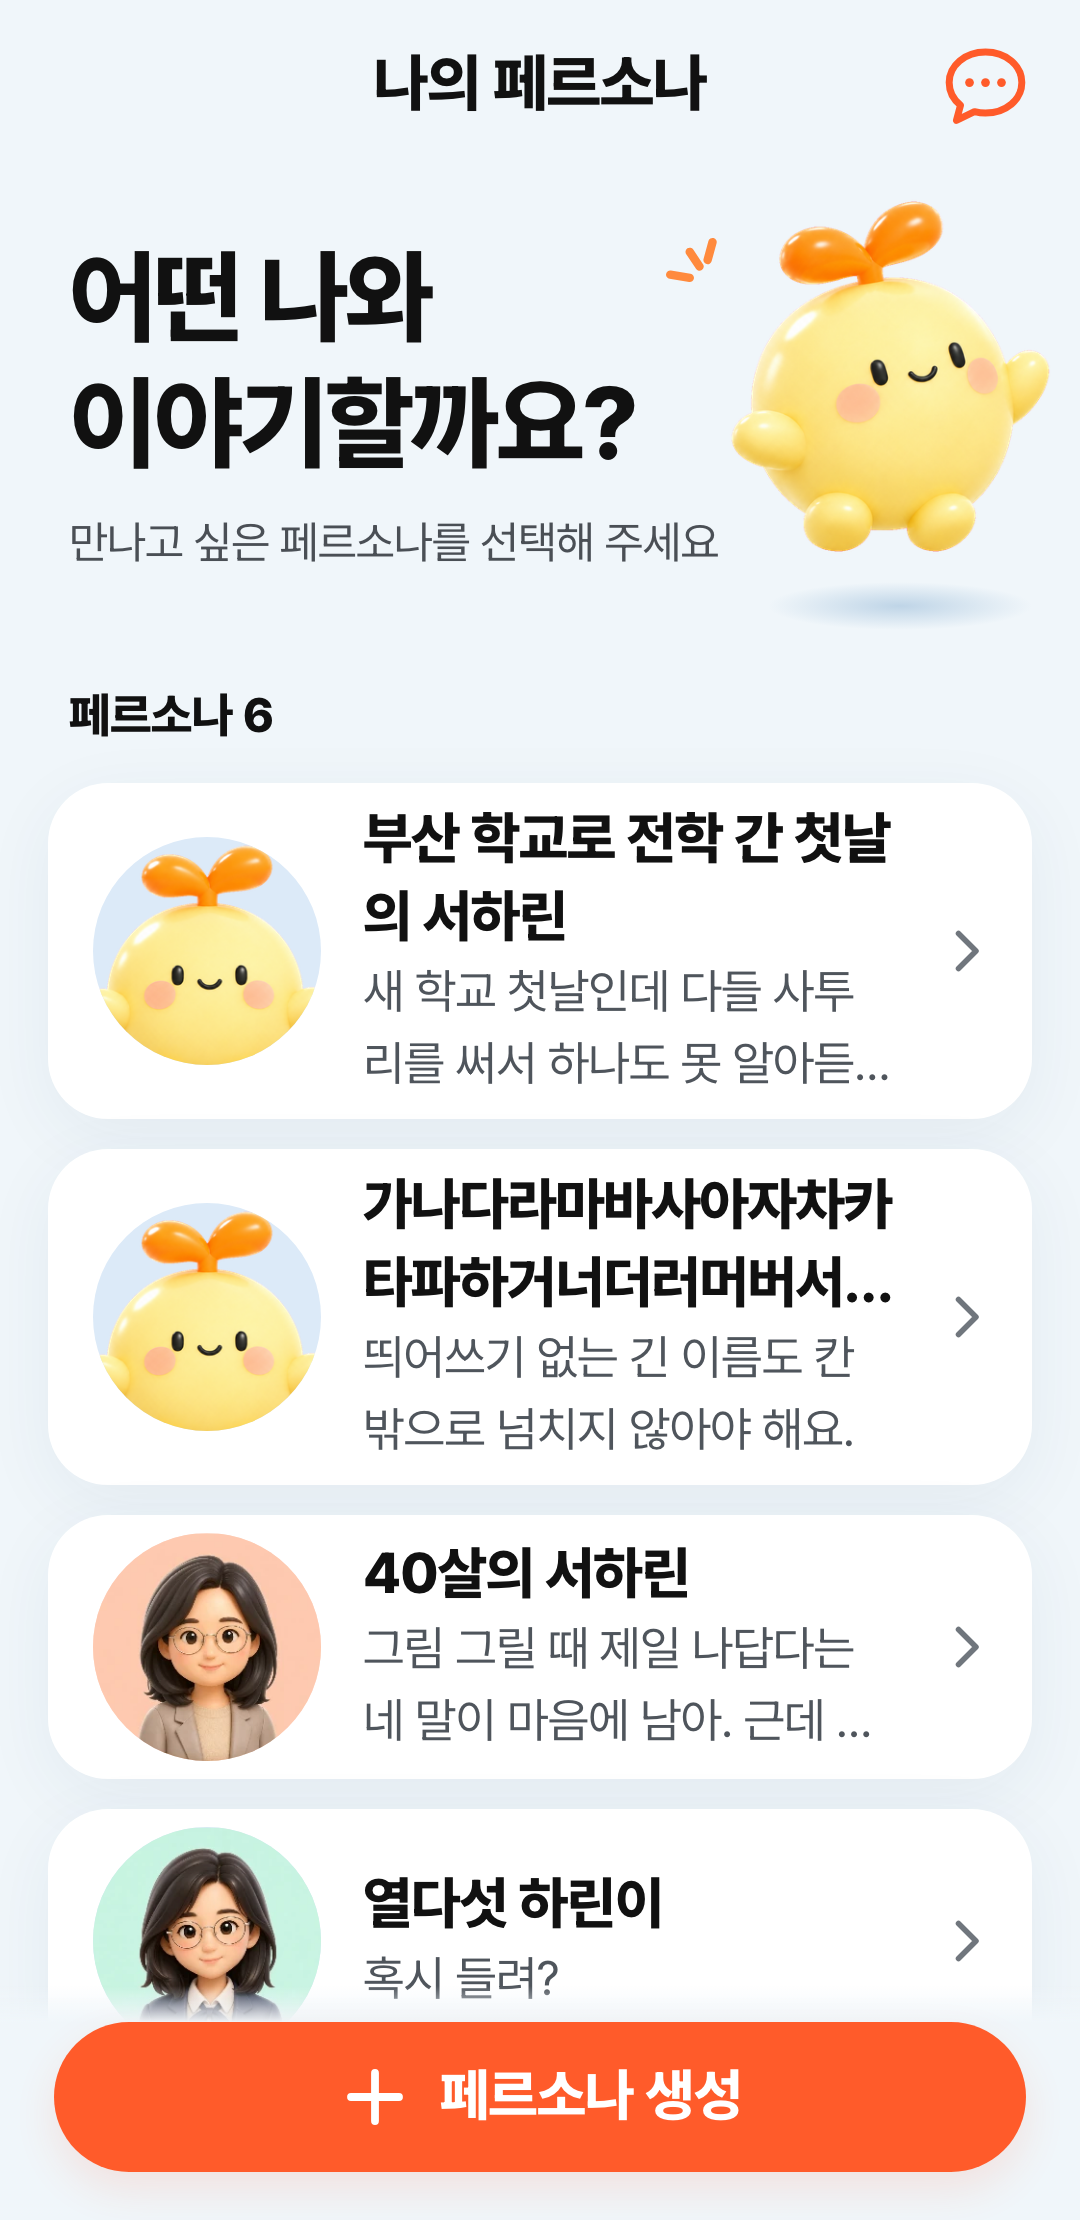 나의 페르소나
어떤 나와
이야기할까요?
만나고 싶은 페르소나를 선택해 주세요
페르소나 6
부산 학교로 전학 간 첫날
의 서하린
새 학교 첫날인데 다들 사투
리를 써서 하나도 못 알아듣...
가나다라마바사아자차카
타파하거너더러머버서...
띄어쓰기 없는 긴 이름도 칸
밖으로 넘치지 않아야 해요.
40살의 서하린
그림 그릴 때 제일 나답다는
네 말이 마음에 남아. 근데 ...
열다섯 하린이
혹시 들려?
페르소나 생성